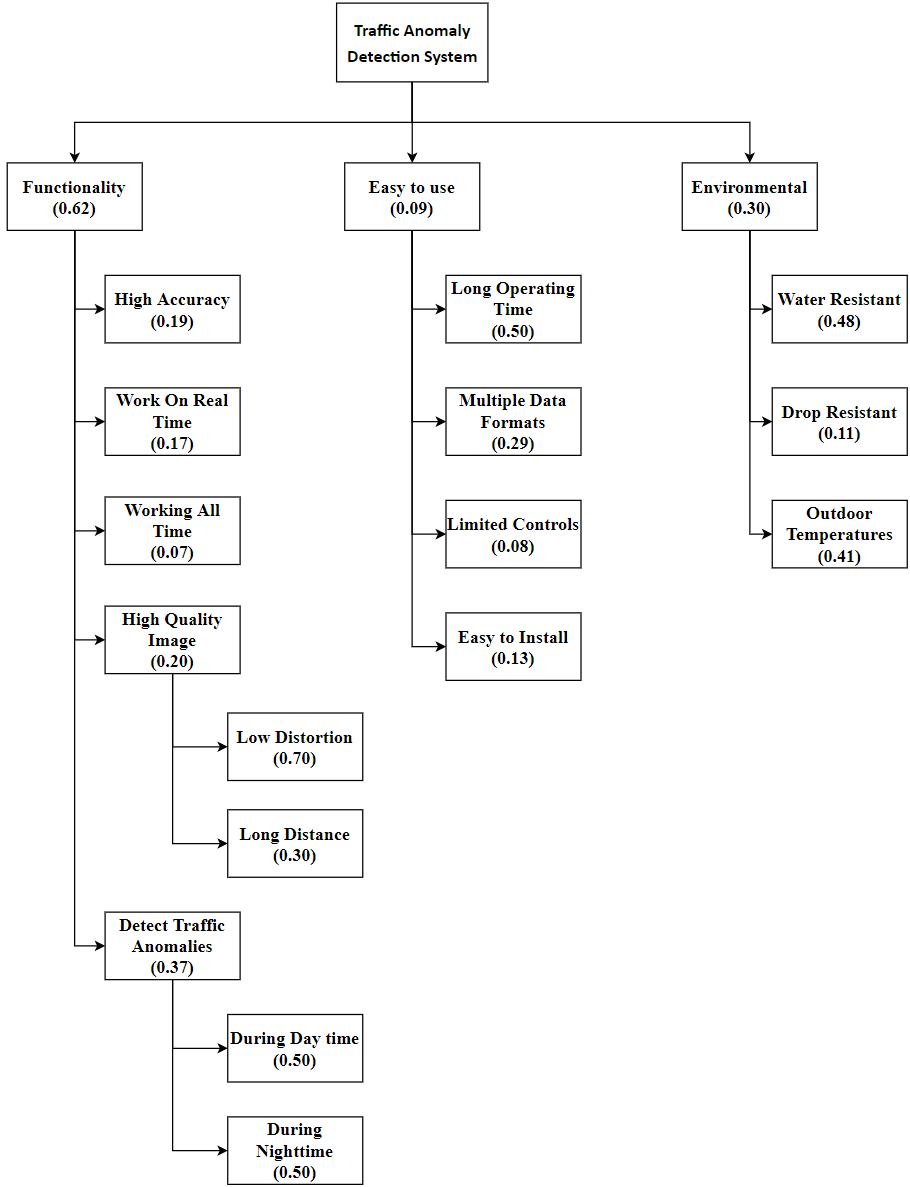 Traffic Anomaly
Detection System
Functionality
(0.62)
Easy to use
(0.09)
Environmental
(0.30)
High Accuracy
(0.19)
Work On Real
Time
(0.17)
Working All
Time
(0.07)
High Quality
Image
(0.20)
Low Distortion
(0.70)
Long Distance
(0.30)
Detect Traffic
Anomalies
(0.37)
During Day time
(0.50)
During
Nighttime
(0.50)
Long Operating
Time
(0.50)
Multiple Data
Formats
(0.29)
Limited Controls
(0.08)
Easy to Install
(0.13)
Water Resistant
(0.48)
Drop Resistant
(0.11)
Outdoor
Temperatures
(0.41)